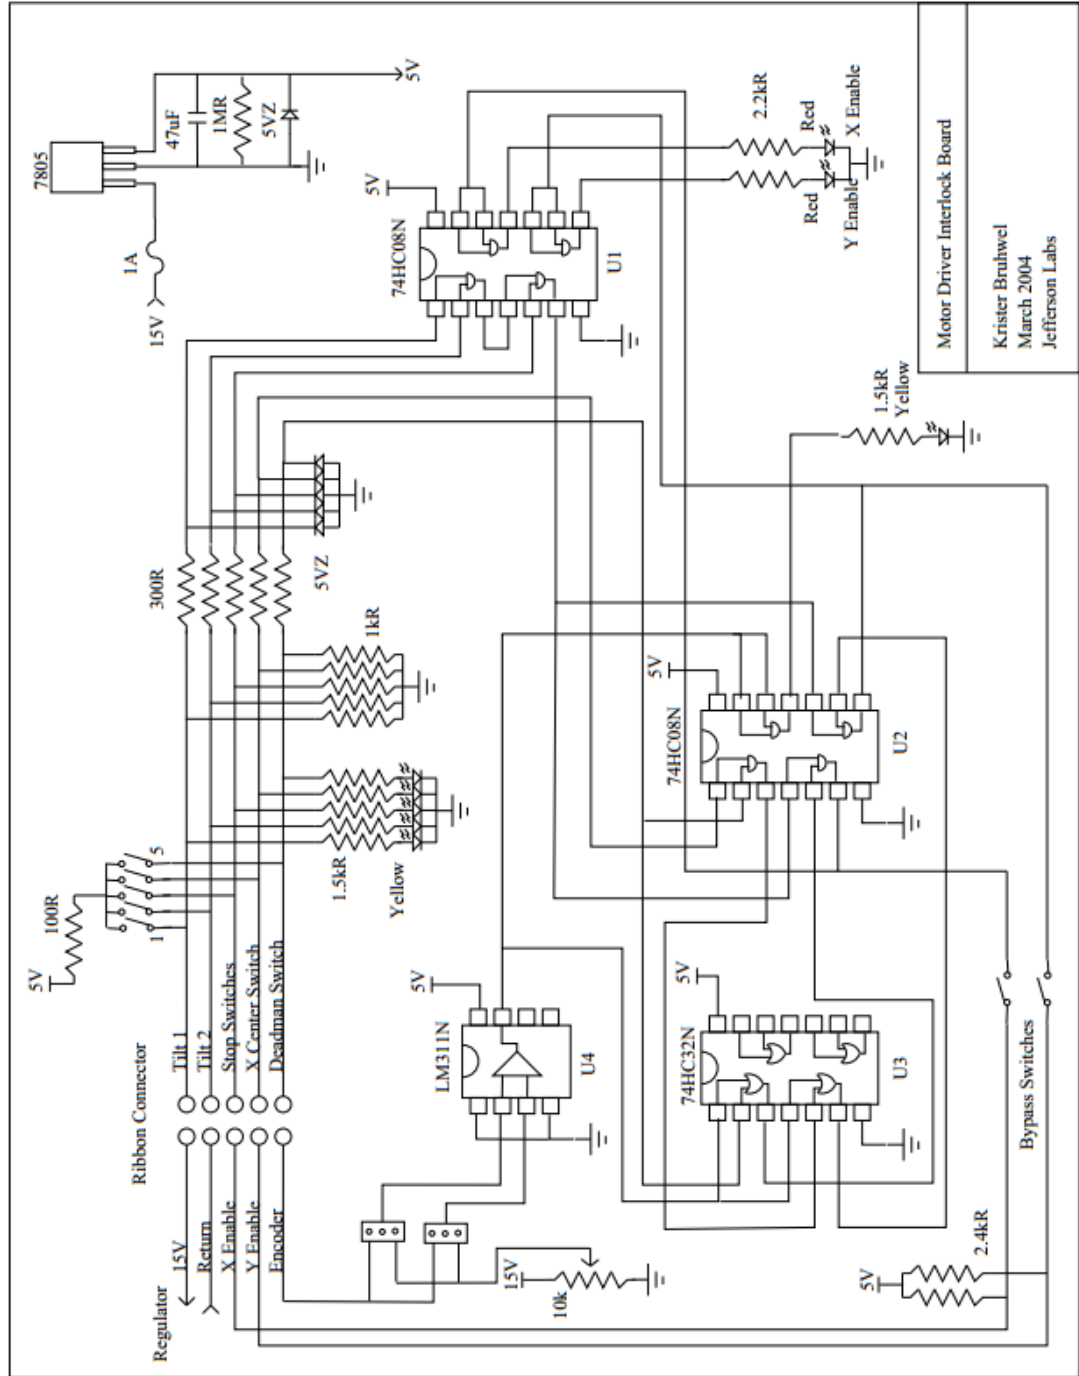 7805
47uF
1MR
5VZ
5V
1A
15V
5V
74HC08N
U1
2.2kR
Red
X Enable
Red
Y Enable
300R
5VZ
1kR
1.5kR
Yellow
100R
5V
1
5
Ribbon Connector
Tilt 1
Tilt 2
Stop Switches
X Center Switch
Deadman Switch
Regulator
15V
Return
X Enable
Y Enable
Encoder
5V
LM311N
U4
5V
74HC08N
U2
1.5kR
Yellow
5V
74HC32N
U3
15V
10k
Bypass Switches
5V
2.4kR
Motor Driver Interlock Board
Krister Bruhwel
March 2004
Jefferson Labs